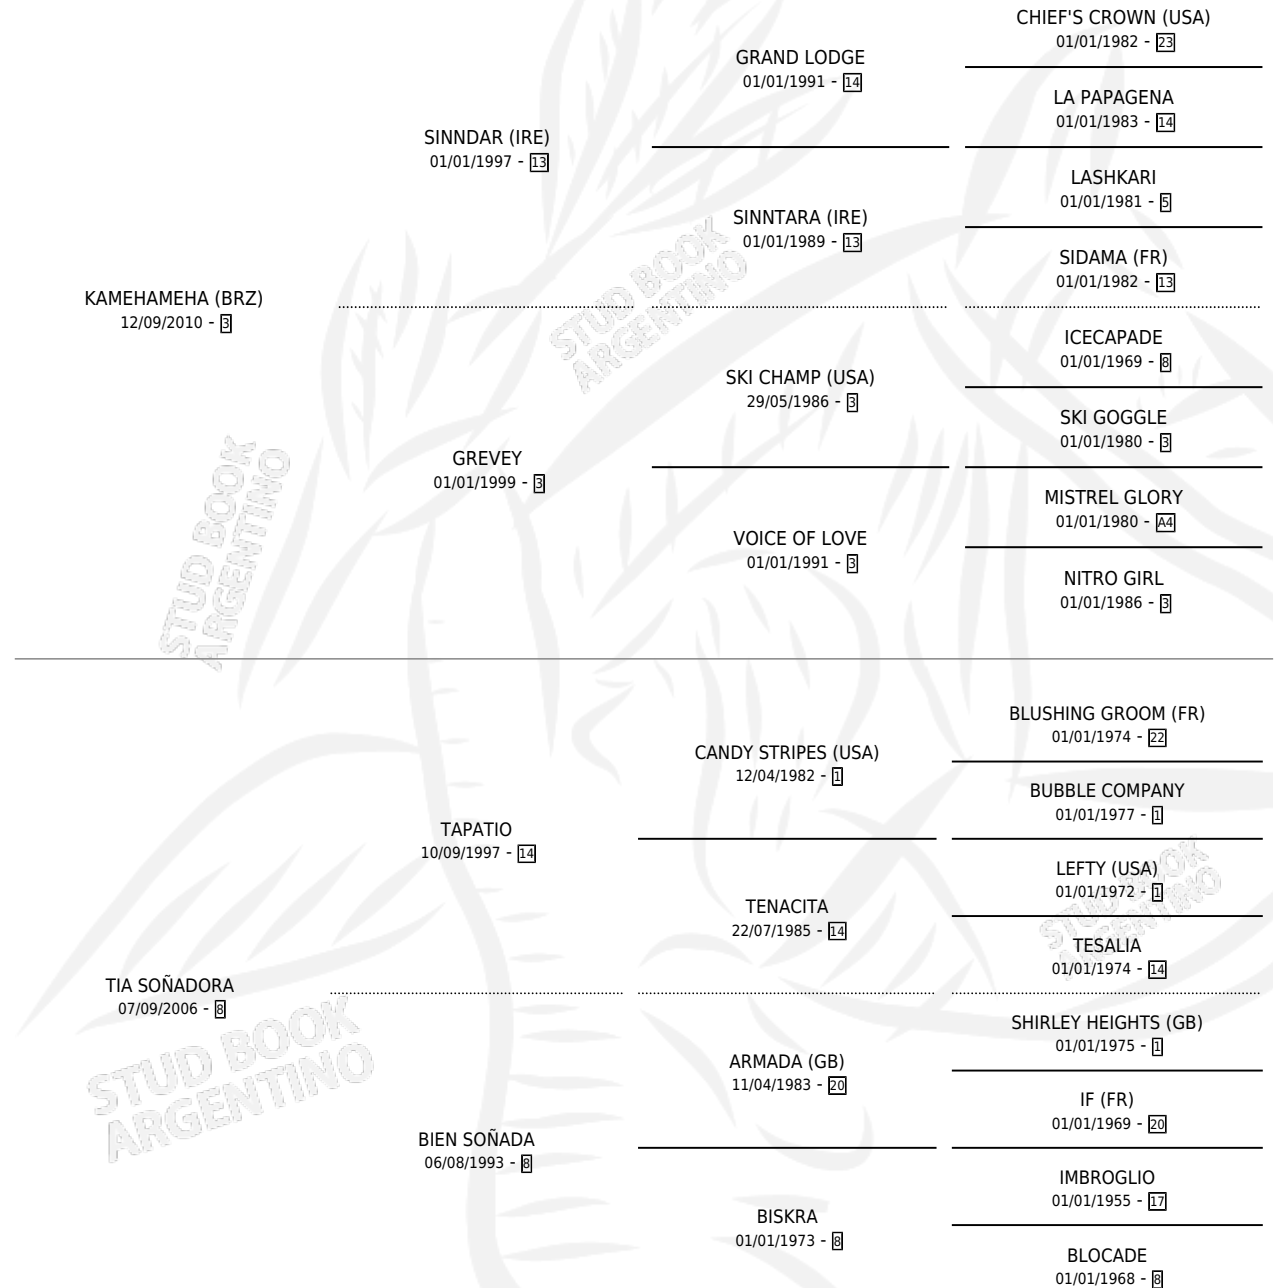 CHIEF'S CROWN (USA)
01/01/1982 - 23
GRAND LODGE
01/01/1991 - 14
LA PAPAGENA
01/01/1983 - 14
SINNDAR (IRE)
01/01/1997 - 13
LASHKARI
01/01/1981 - 5
SINNTARA (IRE)
01/01/1989 - 13
SIDAMA (FR)
01/01/1982 - 13
KAMEHAMEHA (BRZ)
12/09/2010 - 3
STUD BOOK
ARGENTINO
ICECAPADE
01/01/1969 - 8
SKI CHAMP (USA)
29/05/1986 - 3
SKI GOGGLE
01/01/1980 - 3
GREVEY
01/01/1999 - 3
MISTREL GLORY
01/01/1980 - A4
VOICE OF LOVE
01/01/1991 - 3
NITRO GIRL
01/01/1986 - 3
STUD BOOK
ARGENTINO
BLUSHING GROOM (FR)
01/01/1974 - 22
CANDY STRIPES (USA)
12/04/1982 - 1
BUBBLE COMPANY
01/01/1977 - 1
TAPATIO
10/09/1997 - 14
LEFTY (USA)
01/01/1972 - 1
TENACITA
22/07/1985 - 14
STUD BOOK
ARGENTINO
TESALIA
01/01/1974 - 14
TIA SOÑADORA
07/09/2006 - 8
SHIRLEY HEIGHTS (GB)
01/01/1975 - 1
ARMADA (GB)
11/04/1983 - 20
STUD BOOK
ARGENTINO
IF (FR)
01/01/1969 - 20
BIEN SOÑADA
06/08/1993 - 8
IMBROGLIO
01/01/1955 - 17
BISKRA
01/01/1973 - 8
BLOCADE
01/01/1968 - 8